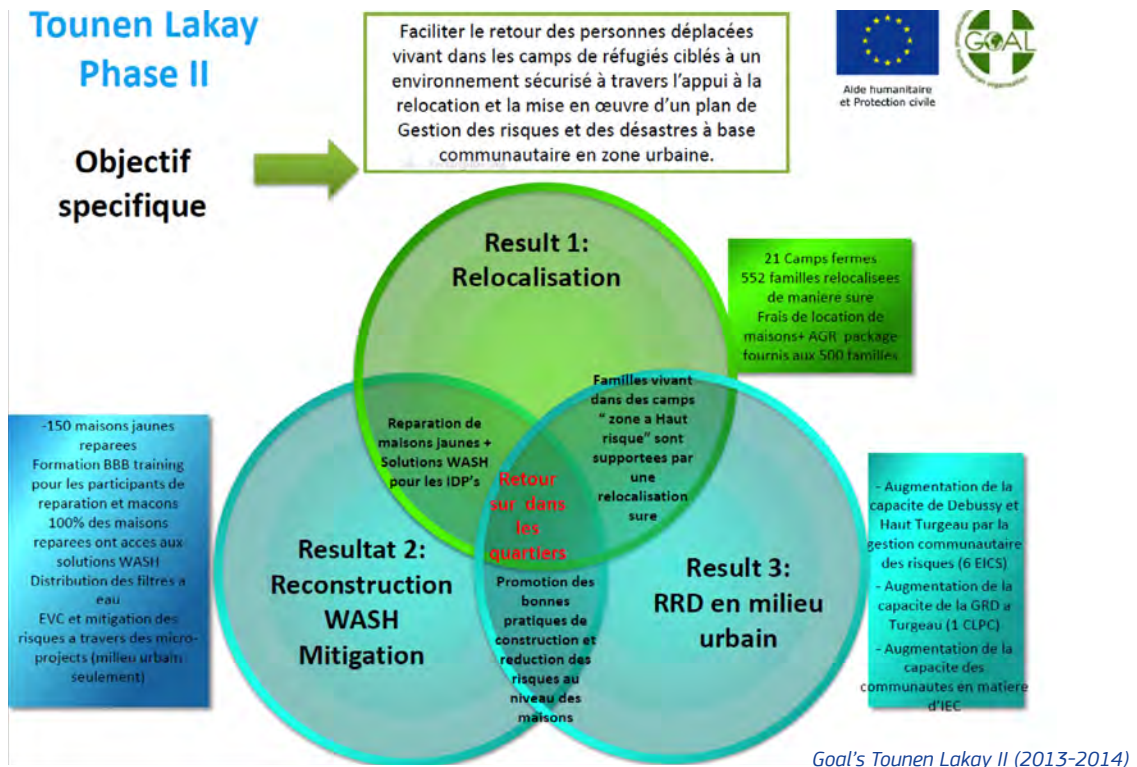 Tounen Lakay
Phase II
Objectif
specifique
Faciliter le retour des personnes déplacées
vivant dans les camps de réfugiés ciblés à un
environnement sécurisé à travers l'appui à la
relocation et la mise en œuvre d'un plan de
Gestion des risques et des désastres à base
communautaire en zone urbaine.
Aide humanitaire
et Protection civile
GOAL
Result 1:
Relocalisation
21 Camps fermes
552 familles relocalisees
de maniere sure
Frais de location de
maisons+ AGR package
fournis aux 500 familles
Reparation de
maisons jaunes +
Solutions WASH
pour les IDP's
Familles vivant
dans des camps
" zone a Haut
risque" sont
supportees par
une
relocalisation
sure
Retour
sur dans
les
quartiers
-150 maisons jaunes
reparees
Formation BBB training
pour les participants de
reparation et macons
100% des maisons
reparees ont acces aux
solutions WASH
Distribution des filtres a
eau
EVC et mitigation des
risques a travers des micro-
projects (milieu urbain
seulement)
Resultat 2:
Reconstruction
WASH
Mitigation
Promotion des
bonnes
pratiques de
construction et
reduction des
risques au
niveau des
maisons
Result 3:
RRD en milieu
urbain
- Augmentation de la
capacite de Debussy et
Haut Turgeau par la
gestion communautaire
des risques (6 EICS)
- Augmentation de la
capacite de la GRD a
Turgeau (1 CLPC)
- Augmentation de la
capacite des
communautes en matiere
d'IEC
Goal's Tounen Lakay II (2013-2014)